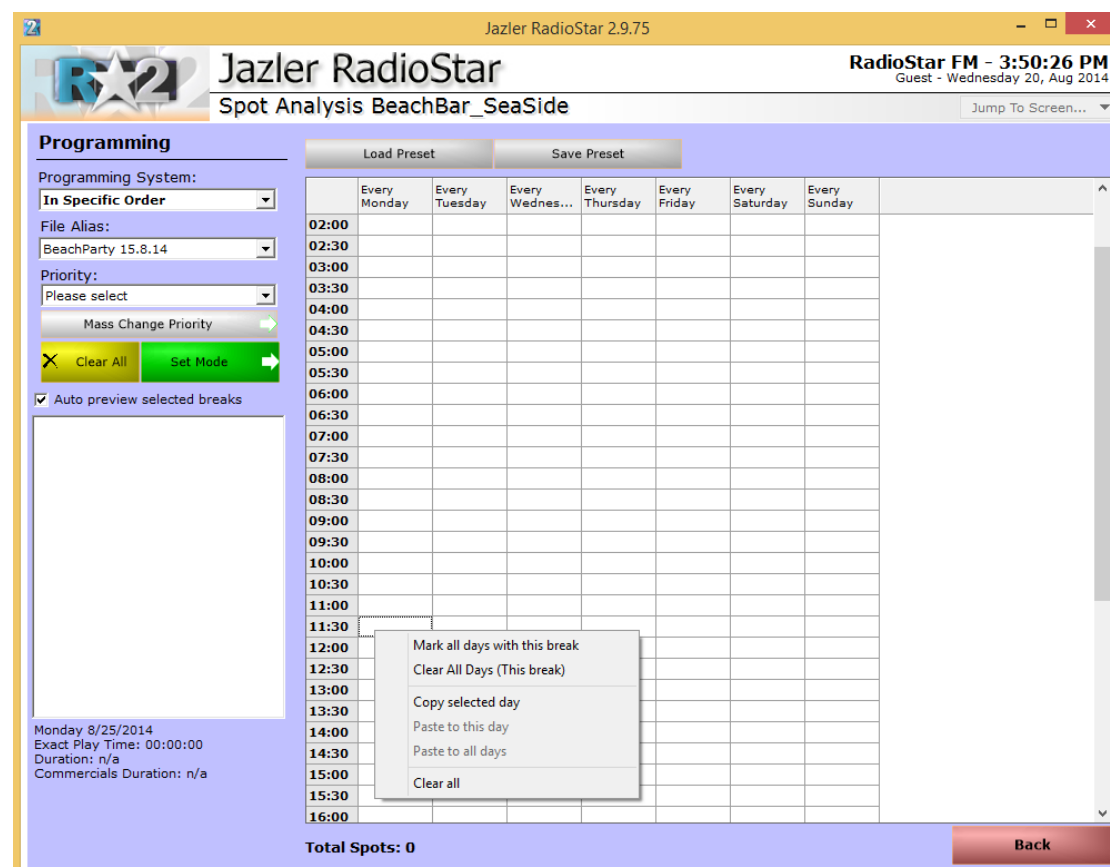 2
Jazler RadioStar 2.9.75
R★2
Jazler RadioStar
RadioStar FM - 3:50:26 PM
Guest - Wednesday 20, Aug 2014
Spot Analysis BeachBar_SeaSide
Jump To Screen...
Programming
Load Preset
Save Preset
Programming System:
In Specific Order
File Alias:
BeachParty 15.8.14
Priority:
Please select
Mass Change Priority
Clear All
Set Mode
Auto preview selected breaks
Every Monday
Every Tuesday
Every Wednes...
Every Thursday
Every Friday
Every Saturday
Every Sunday
02:00
02:30
03:00
03:30
04:00
04:30
05:00
05:30
06:00
06:30
07:00
07:30
08:00
08:30
09:00
09:30
10:00
10:30
11:00
11:30
12:00
12:30
13:00
13:30
14:00
14:30
15:00
15:30
16:00
Mark all days with this break
Clear All Days (This break)
Copy selected day
Paste to this day
Paste to all days
Clear all
Monday 8/25/2014
Exact Play Time: 00:00:00
Duration: n/a
Commercials Duration: n/a
Total Spots: 0
Back